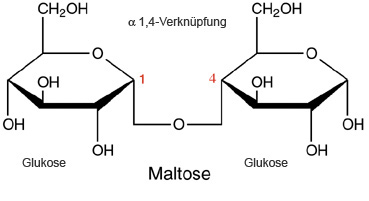 CH₂OH
α 1,4-Verknüpfung
CH₂OH
O
O
OH
1
4
OH
OH
OH
OH
O
OH
OH
Glukose
Glukose
Maltose